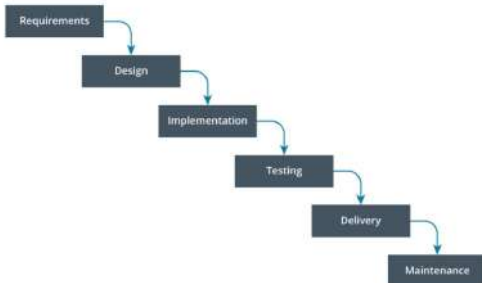 Requirements
Design
Implementation
Testing
Delivery
Maintenance